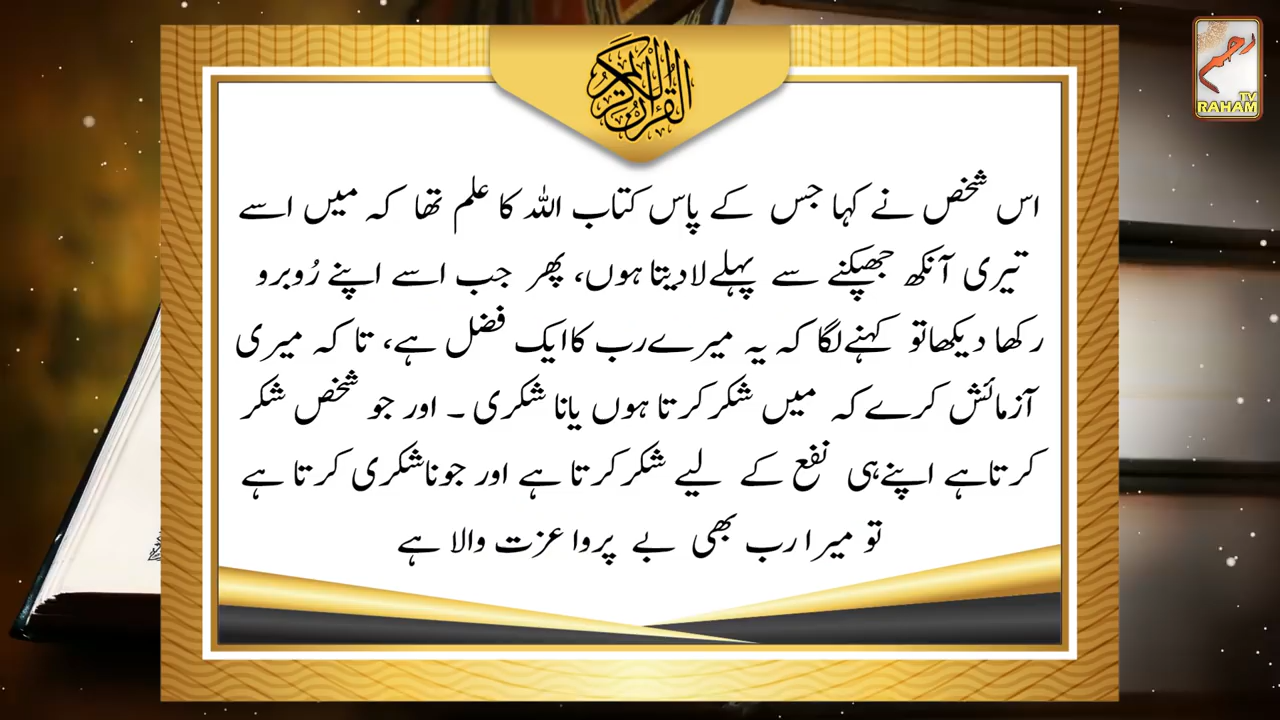 القرآن الكريم
رحم
TV
RAHAM
اس شخص نے کہا جس کے پاس کتاب اللہ کا علم تھا کہ میں اسے
تیری آنکھ جھپکنے سے پہلے لا دیتا ہوں، پھر جب اسے اپنے رُوبرو
رکھا دیکھا تو کہنے لگا کہ یہ میرے رب کا ایک فضل ہے، تا کہ میری
آزمائش کرے کہ میں شکر کرتا ہوں یا نا شکری ۔ اور جو شخص شکر
کرتا ہے اپنے ہی نفع کے لیے شکر کرتا ہے اور جو ناشکری کرتا ہے
تو میرا رب بھی بے پروا عزت والا ہے